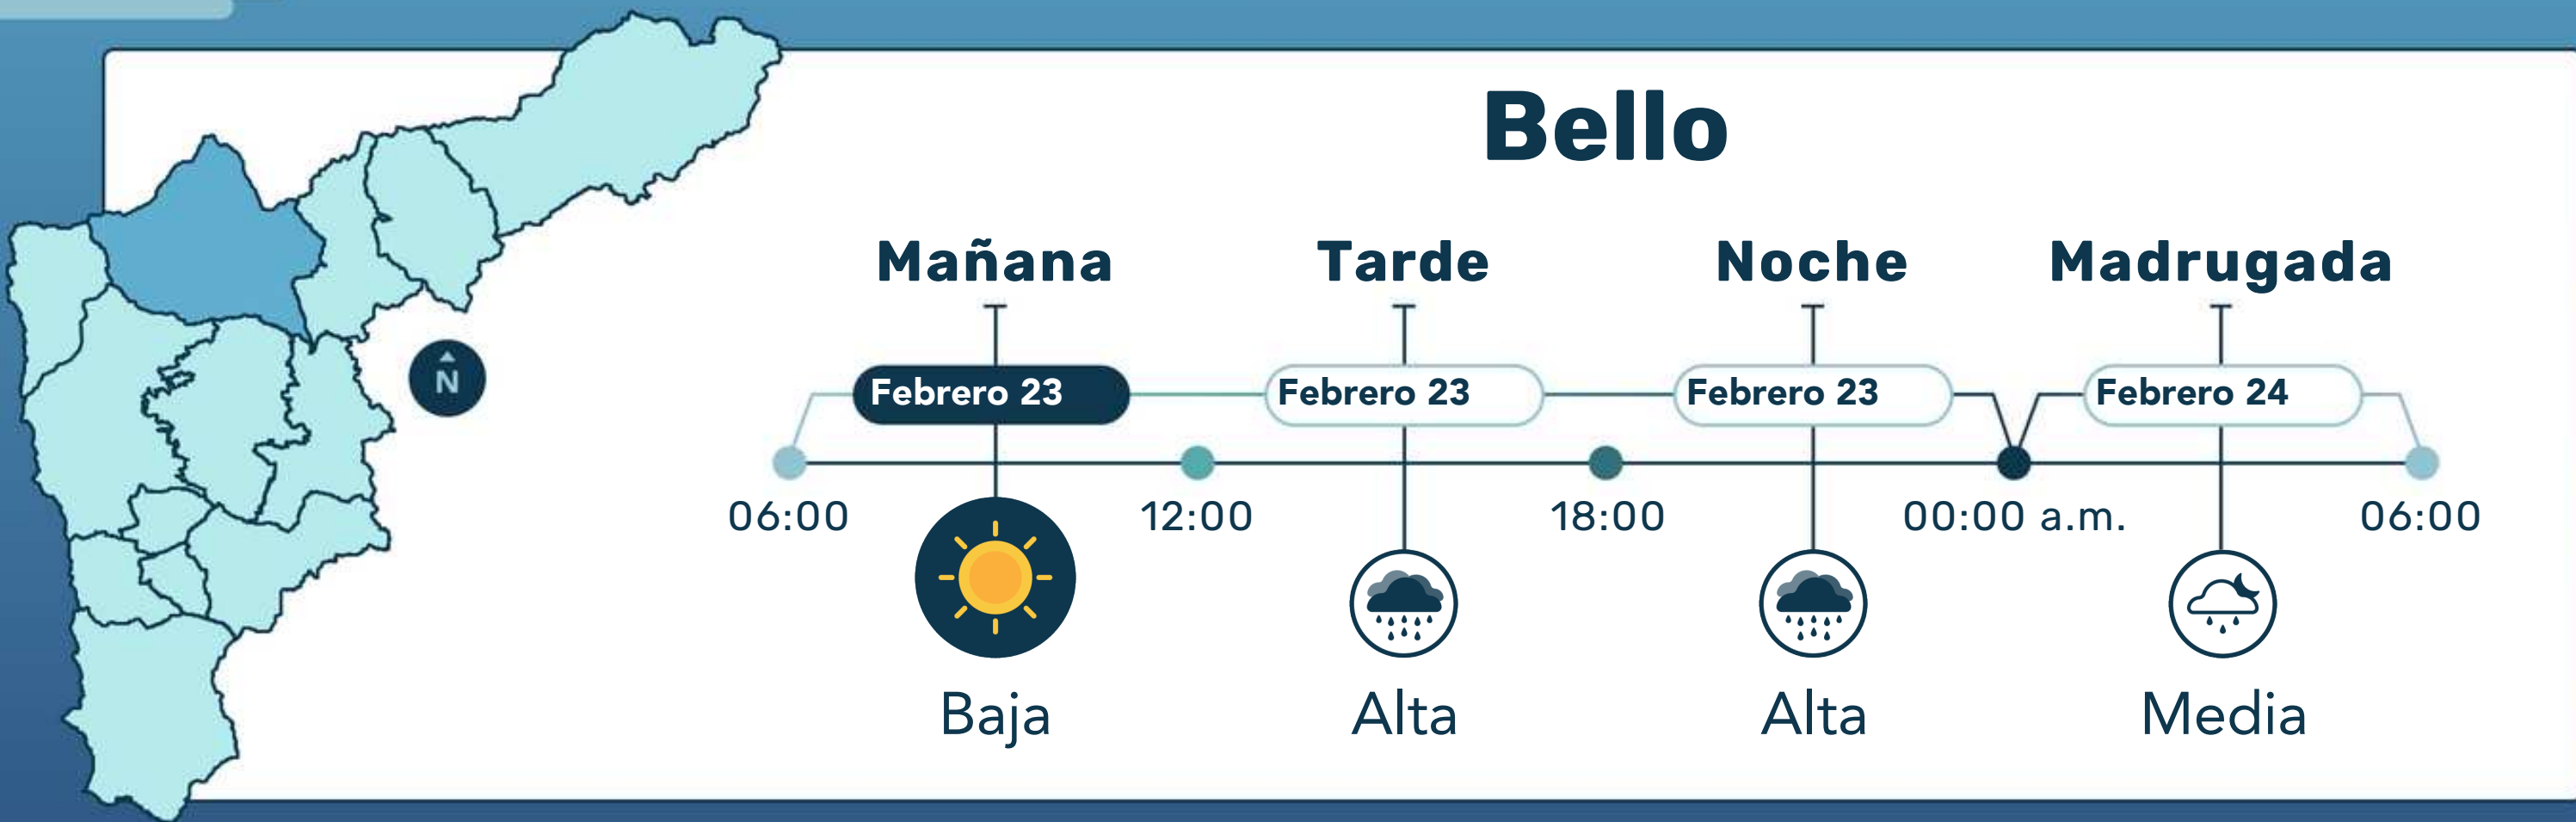 Bello
Mañana Tarde Noche Madrugada
N
Febrero 23 Febrero 23 Febrero 23 Febrero 24
06:00 12:00 18:00 00:00 a.m. 06:00
Baja Alta Alta Media